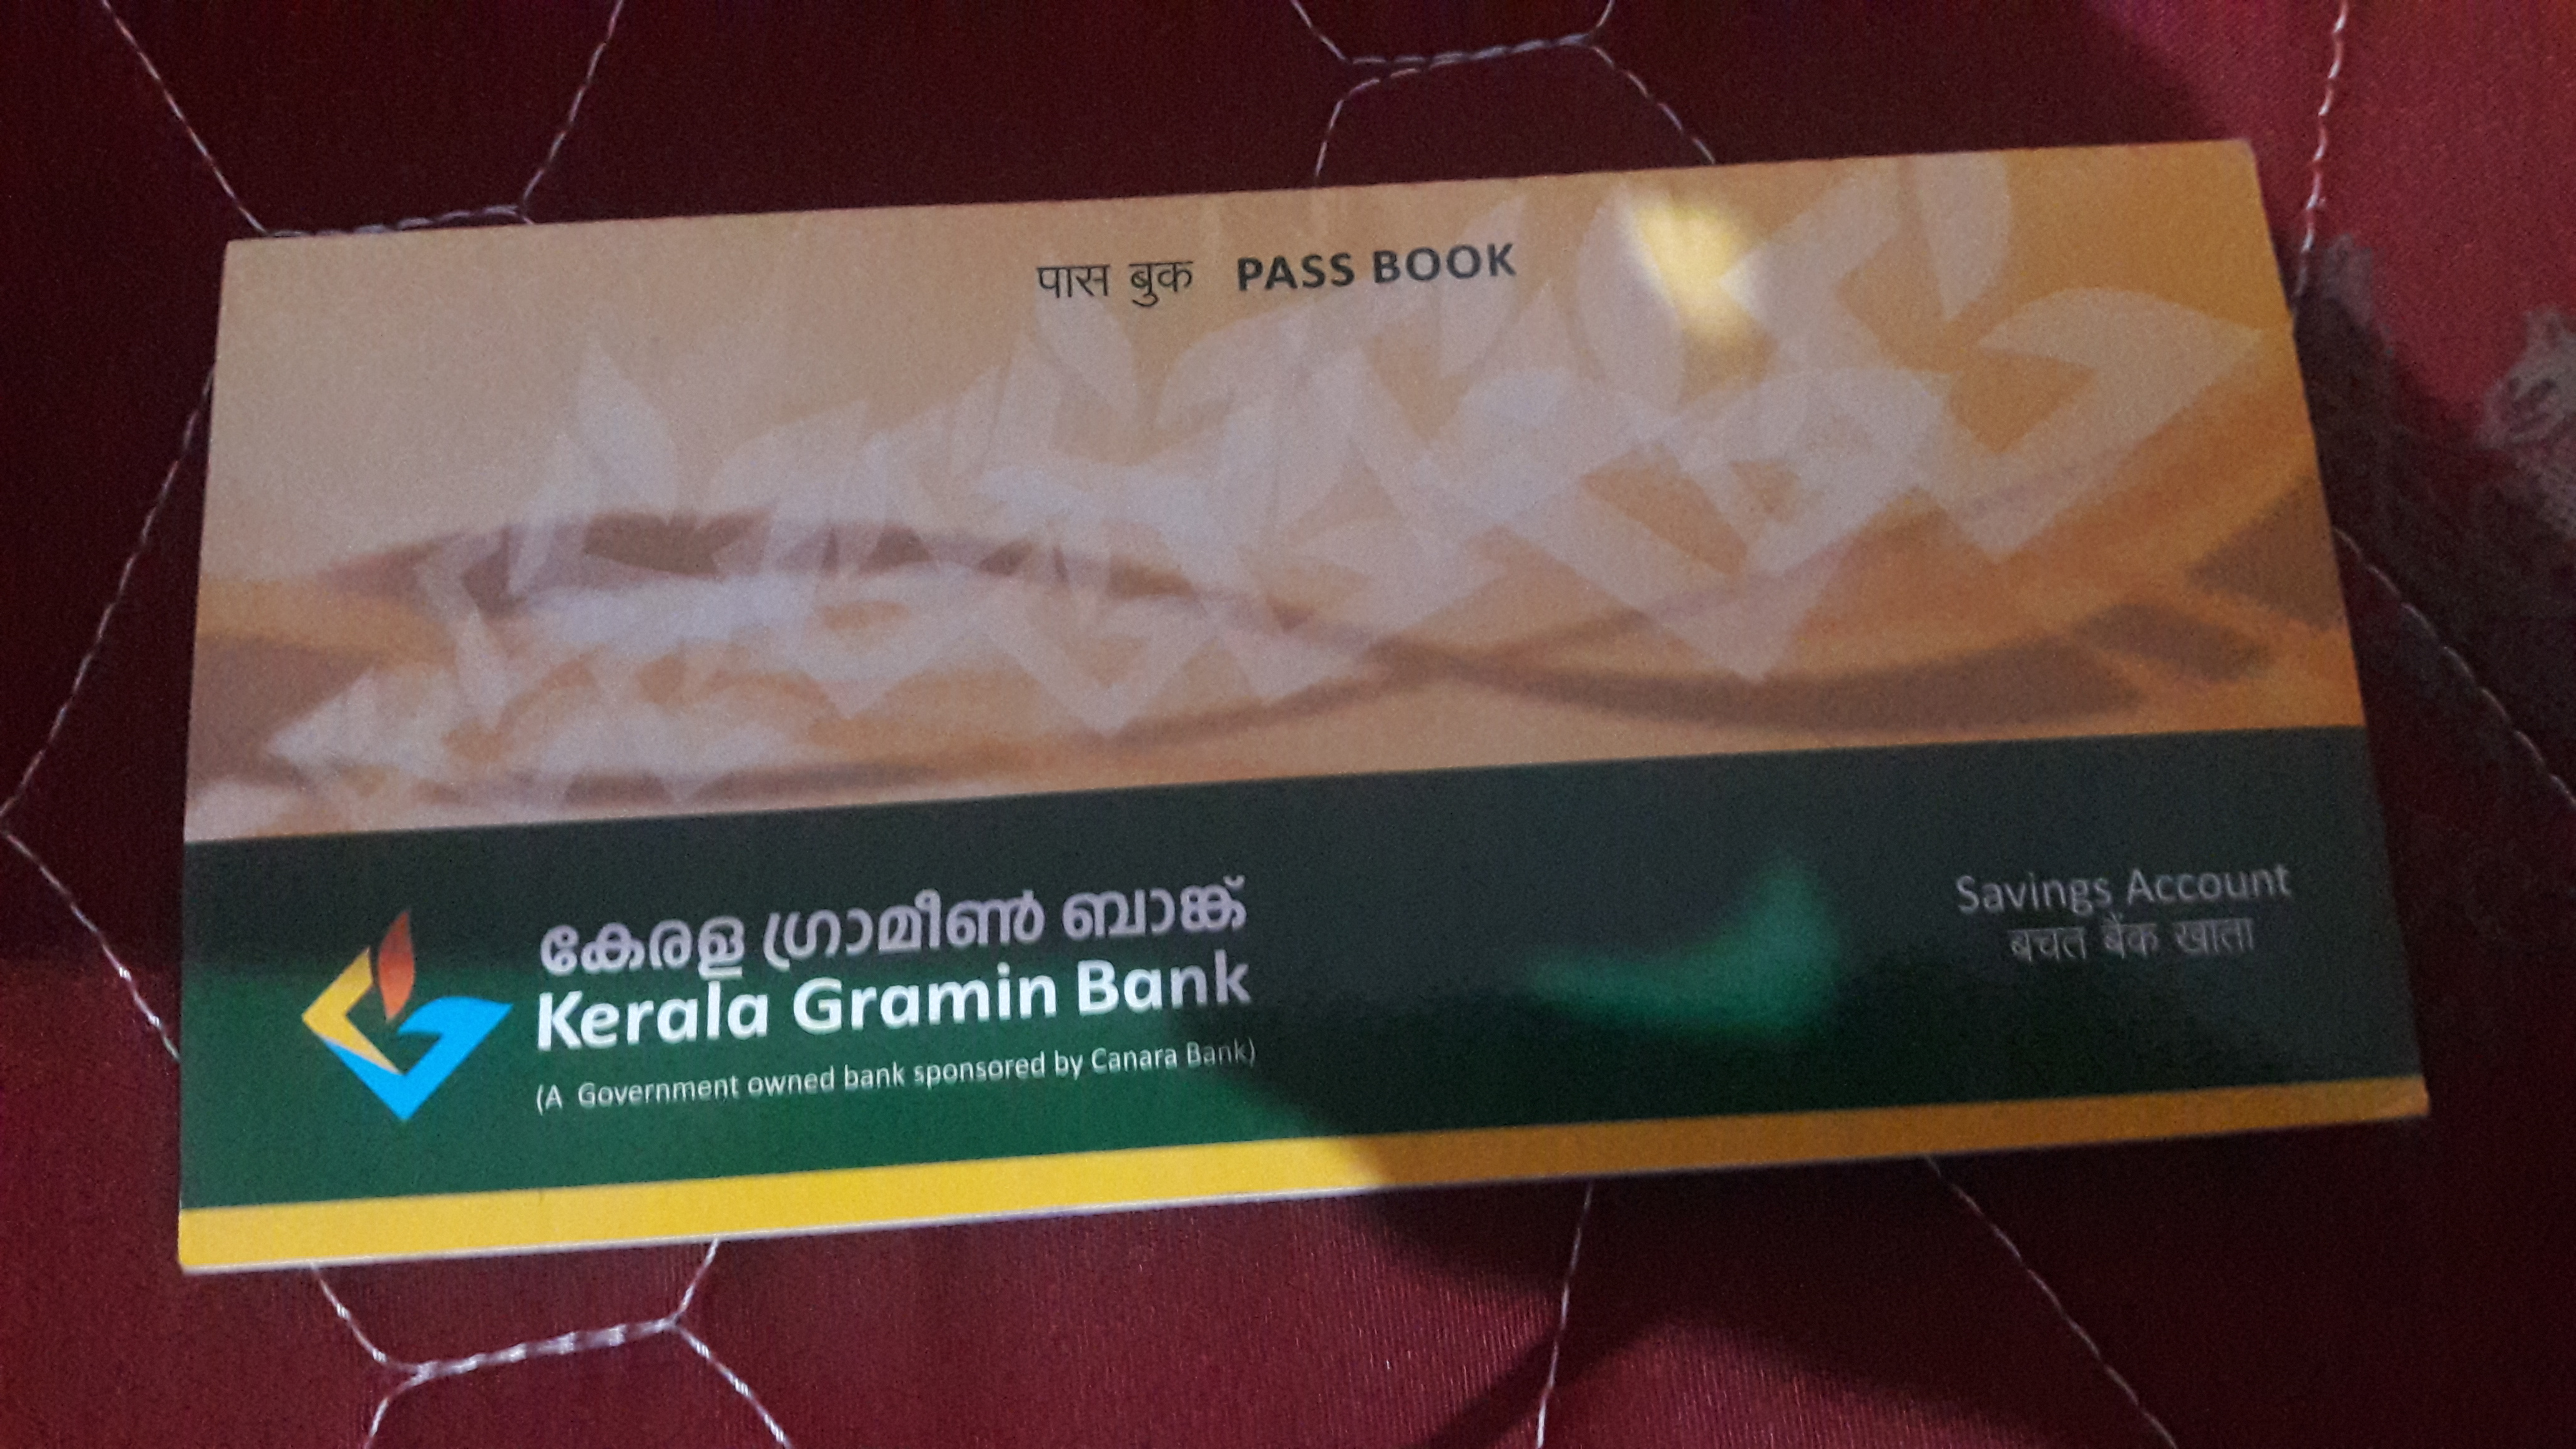 पास बुक PASS BOOK
കേരള ഗ്രാമീൺ ബാങ്ക്
Kerala Gramin Bank
(A Government owned bank sponsored by Canara Bank)
Savings Account
बचत बैंक खाता